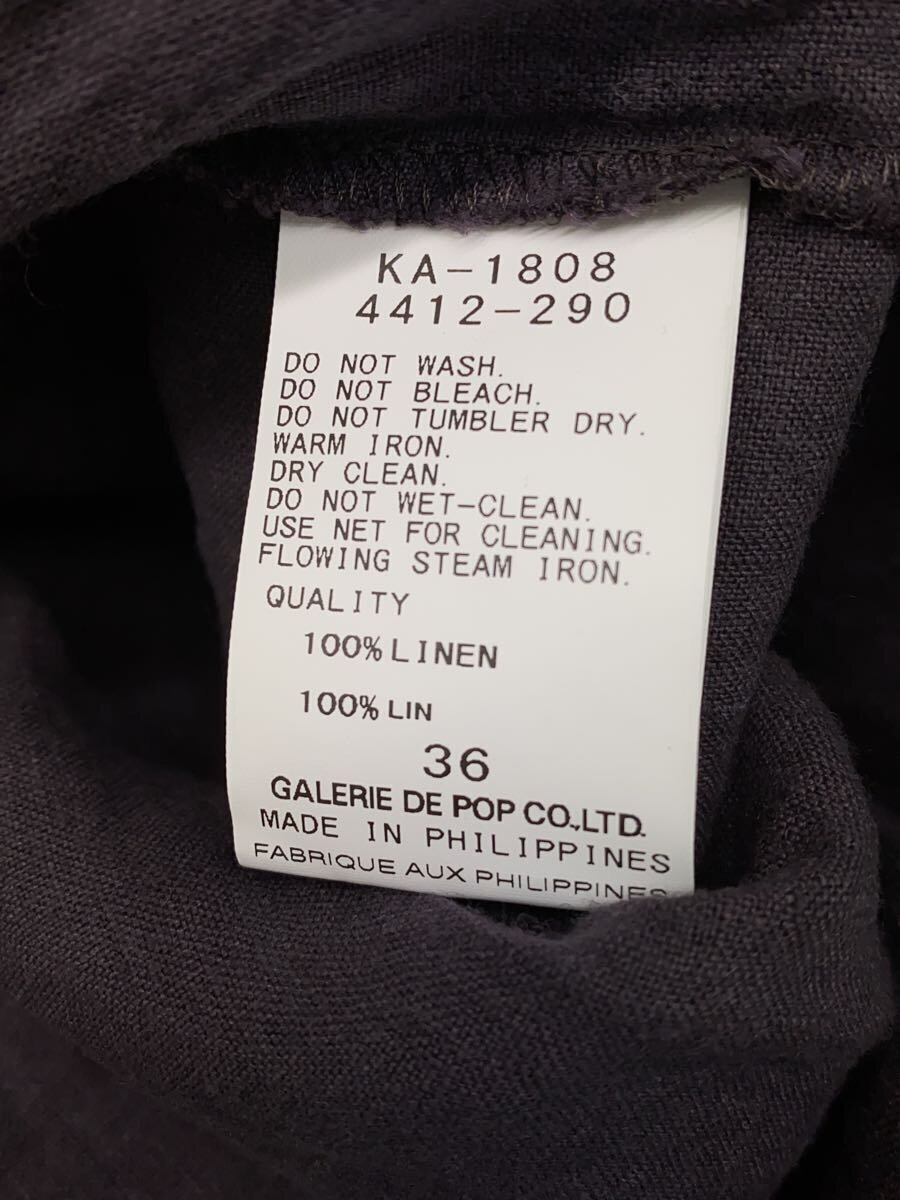 KA-1808
4412-290
DO NOT WASH.
DO NOT BLEACH.
DO NOT TUMBLER DRY.
WARM IRON.
DRY CLEAN.
DO NOT WET-CLEAN.
USE NET FOR CLEANING.
FLOWING STEAM IRON.
QUALITY
100% LINEN
100% LIN
36
GALERIE DE POP CO.,LTD.
MADE IN PHILIPPINES
FABRIQUE AUX PHILIPPINES